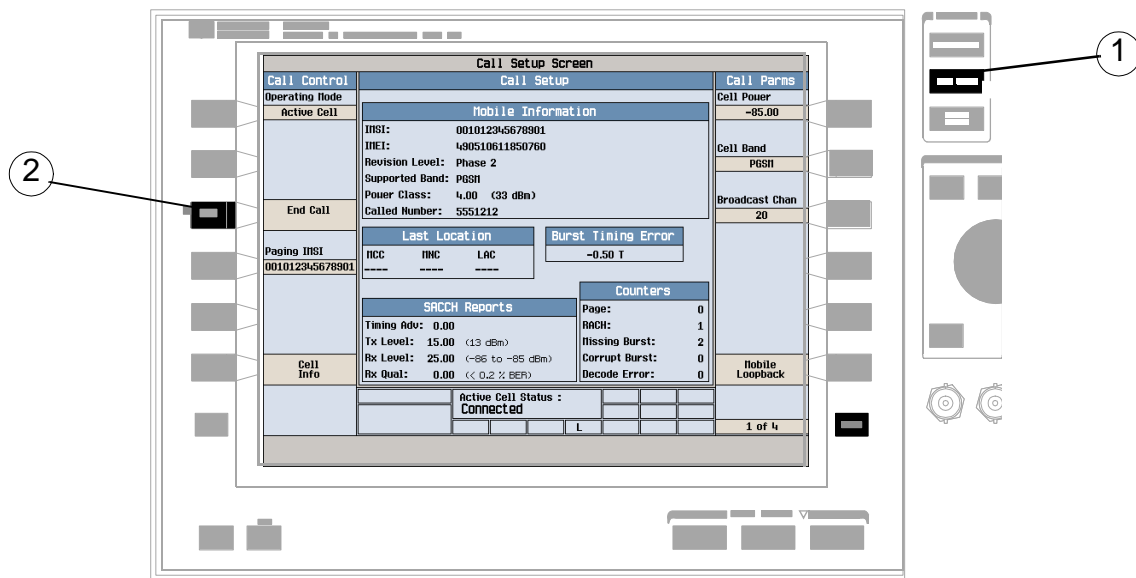 1
2
Call Setup Screen
Call Control
Operating Mode
Active Cell
End Call
Paging IMSI
001012345678901
Cell
Info
Call Setup
Mobile Information
IMSI: 001012345678901
IMEI: 490510611850760
Revision Level: Phase 2
Supported Band: PGSM
Power Class: 4.00 (33 dBm)
Called Number: 5551212
Last Location
MCC MNC LAC
---- ---- ----
Burst Timing Error
-0.50 T
SACCH Reports
Timing Adv: 0.00
Tx Level: 15.00 (13 dBm)
Rx Level: 25.00 (-86 to -85 dBm)
Rx Qual: 0.00 (< 0.2 % BER)
Counters
Page: 0
RACH: 1
Missing Burst: 2
Corrupt Burst: 0
Decode Error: 0
Active Cell Status :
Connected
L
Call Parms
Cell Power
-85.00
Cell Band
PGSM
Broadcast Chan
20
Mobile
Loopback
1 of 4